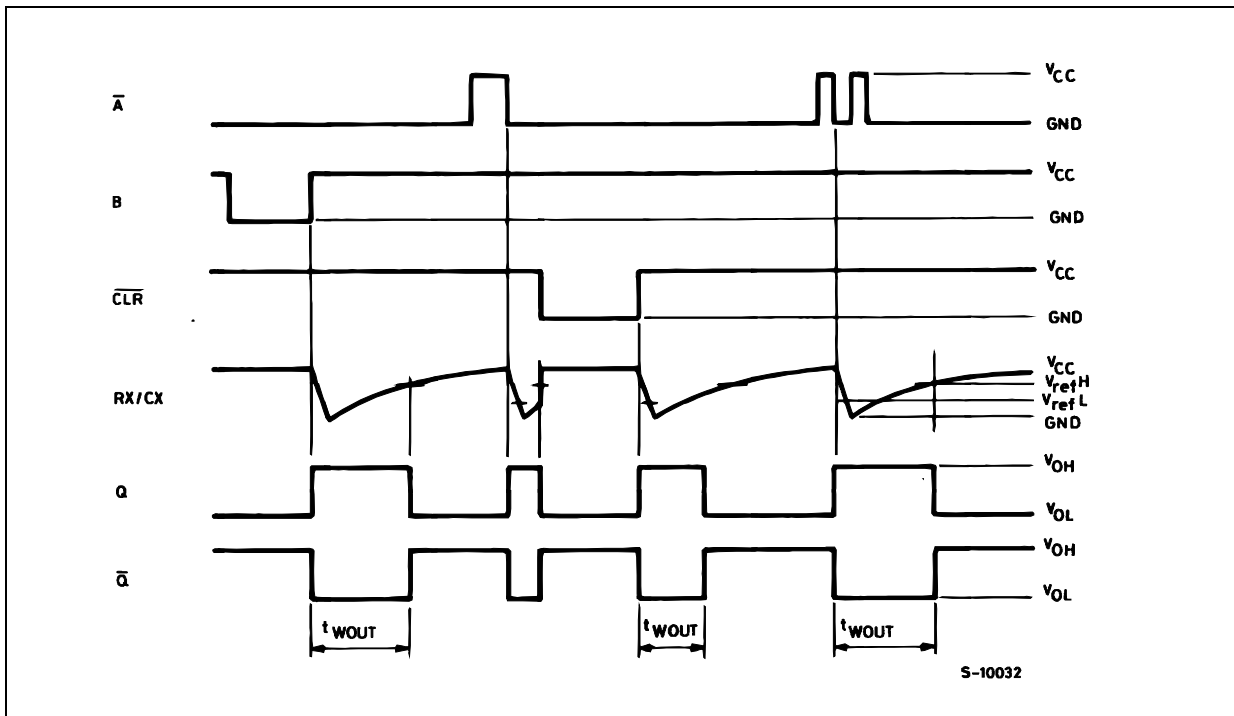 A̅
VCC
GND
B
VCC
GND
C̅L̅R̅
VCC
GND
RX/CX
VCC
VrefH
VrefL
GND
Q
VOH
VOL
Q̅
VOH
VOL
tWOUT
tWOUT
tWOUT
S-10032